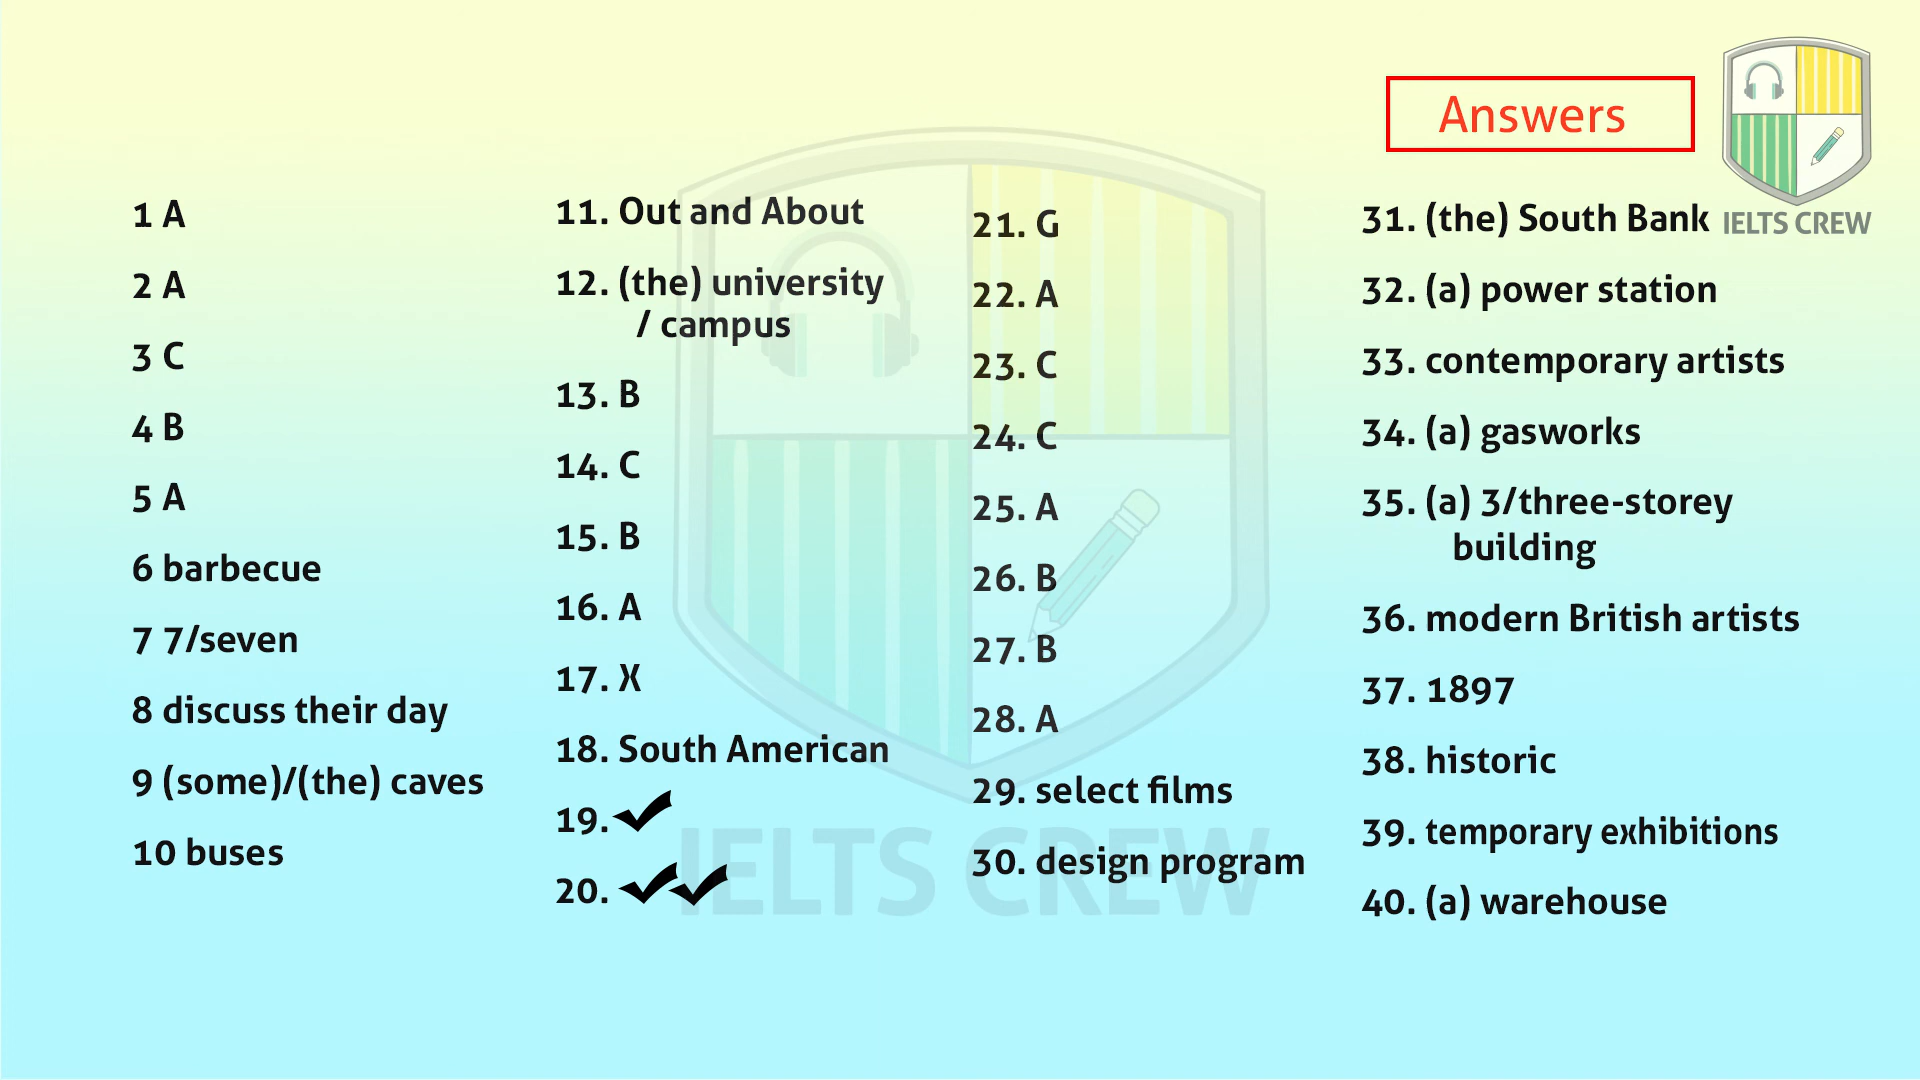 Answers
IELTS CREW
1 A
2 A
3 C
4 B
5 A
6 barbecue
7 7/seven
8 discuss their day
9 (some)/(the) caves
10 buses
11. Out and About
12. (the) university
/ campus
13. B
14. C
15. B
16. A
17. X
18. South American
19. ✔
20. ✔✔
21. G
22. A
23. C
24. C
25. A
26. B
27. B
28. A
29. select films
30. design program
31. (the) South Bank
32. (a) power station
33. contemporary artists
34. (a) gasworks
35. (a) 3/three-storey
building
36. modern British artists
37. 1897
38. historic
39. temporary exhibitions
40. (a) warehouse
IELTS CREW